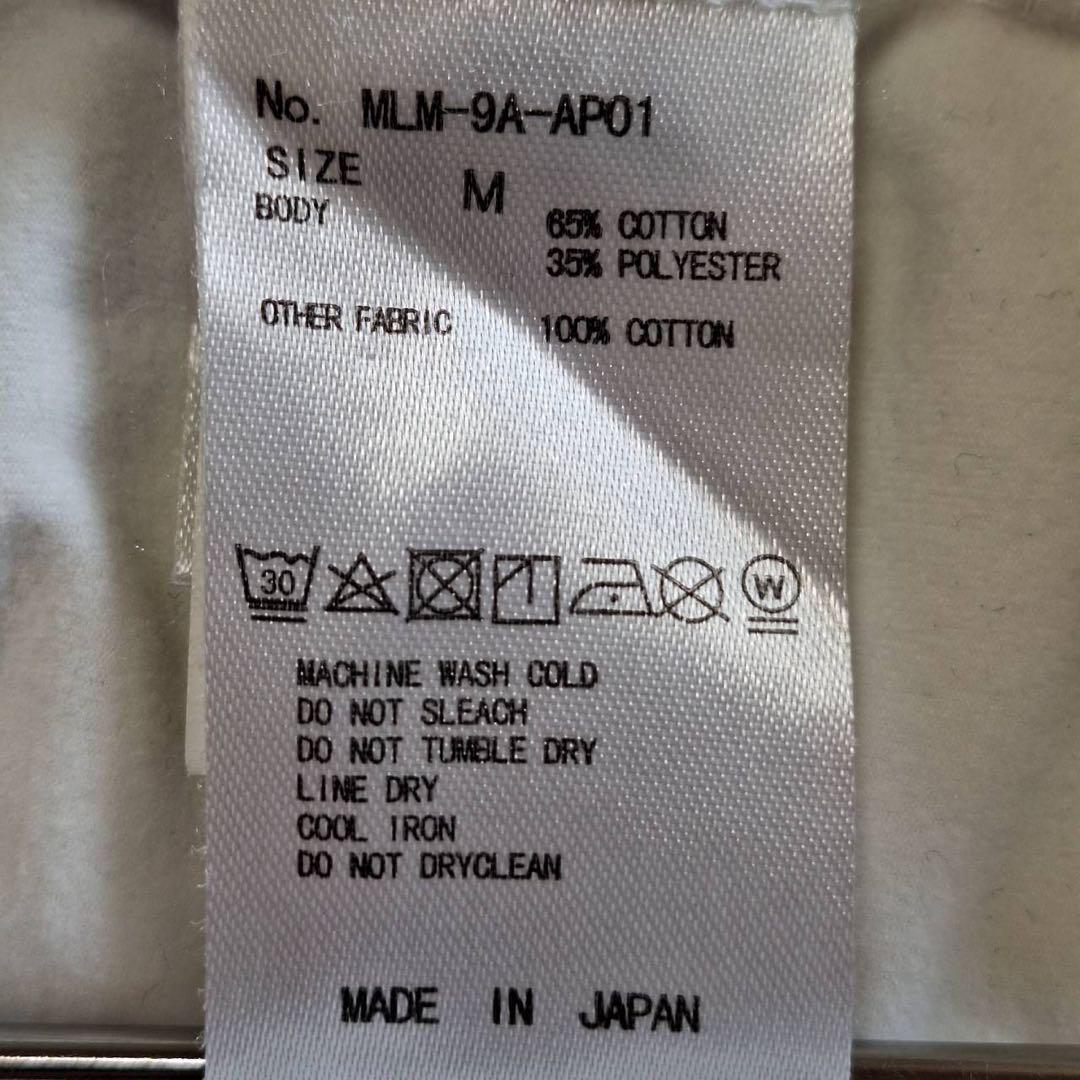 No. MLM-9A-AP01
SIZE M
BODY 65% COTTON
35% POLYESTER
OTHER FABRIC 100% COTTON
30 W
MACHINE WASH COLD
DO NOT SLEACH
DO NOT TUMBLE DRY
LINE DRY
COOL IRON
DO NOT DRYCLEAN
MADE IN JAPAN